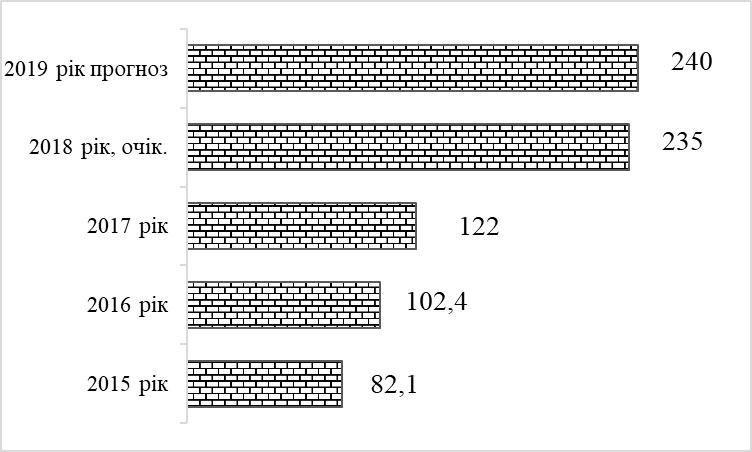 2019 рік прогноз 240
2018 рік, очік. 235
2017 рік 122
2016 рік 102,4
2015 рік 82,1